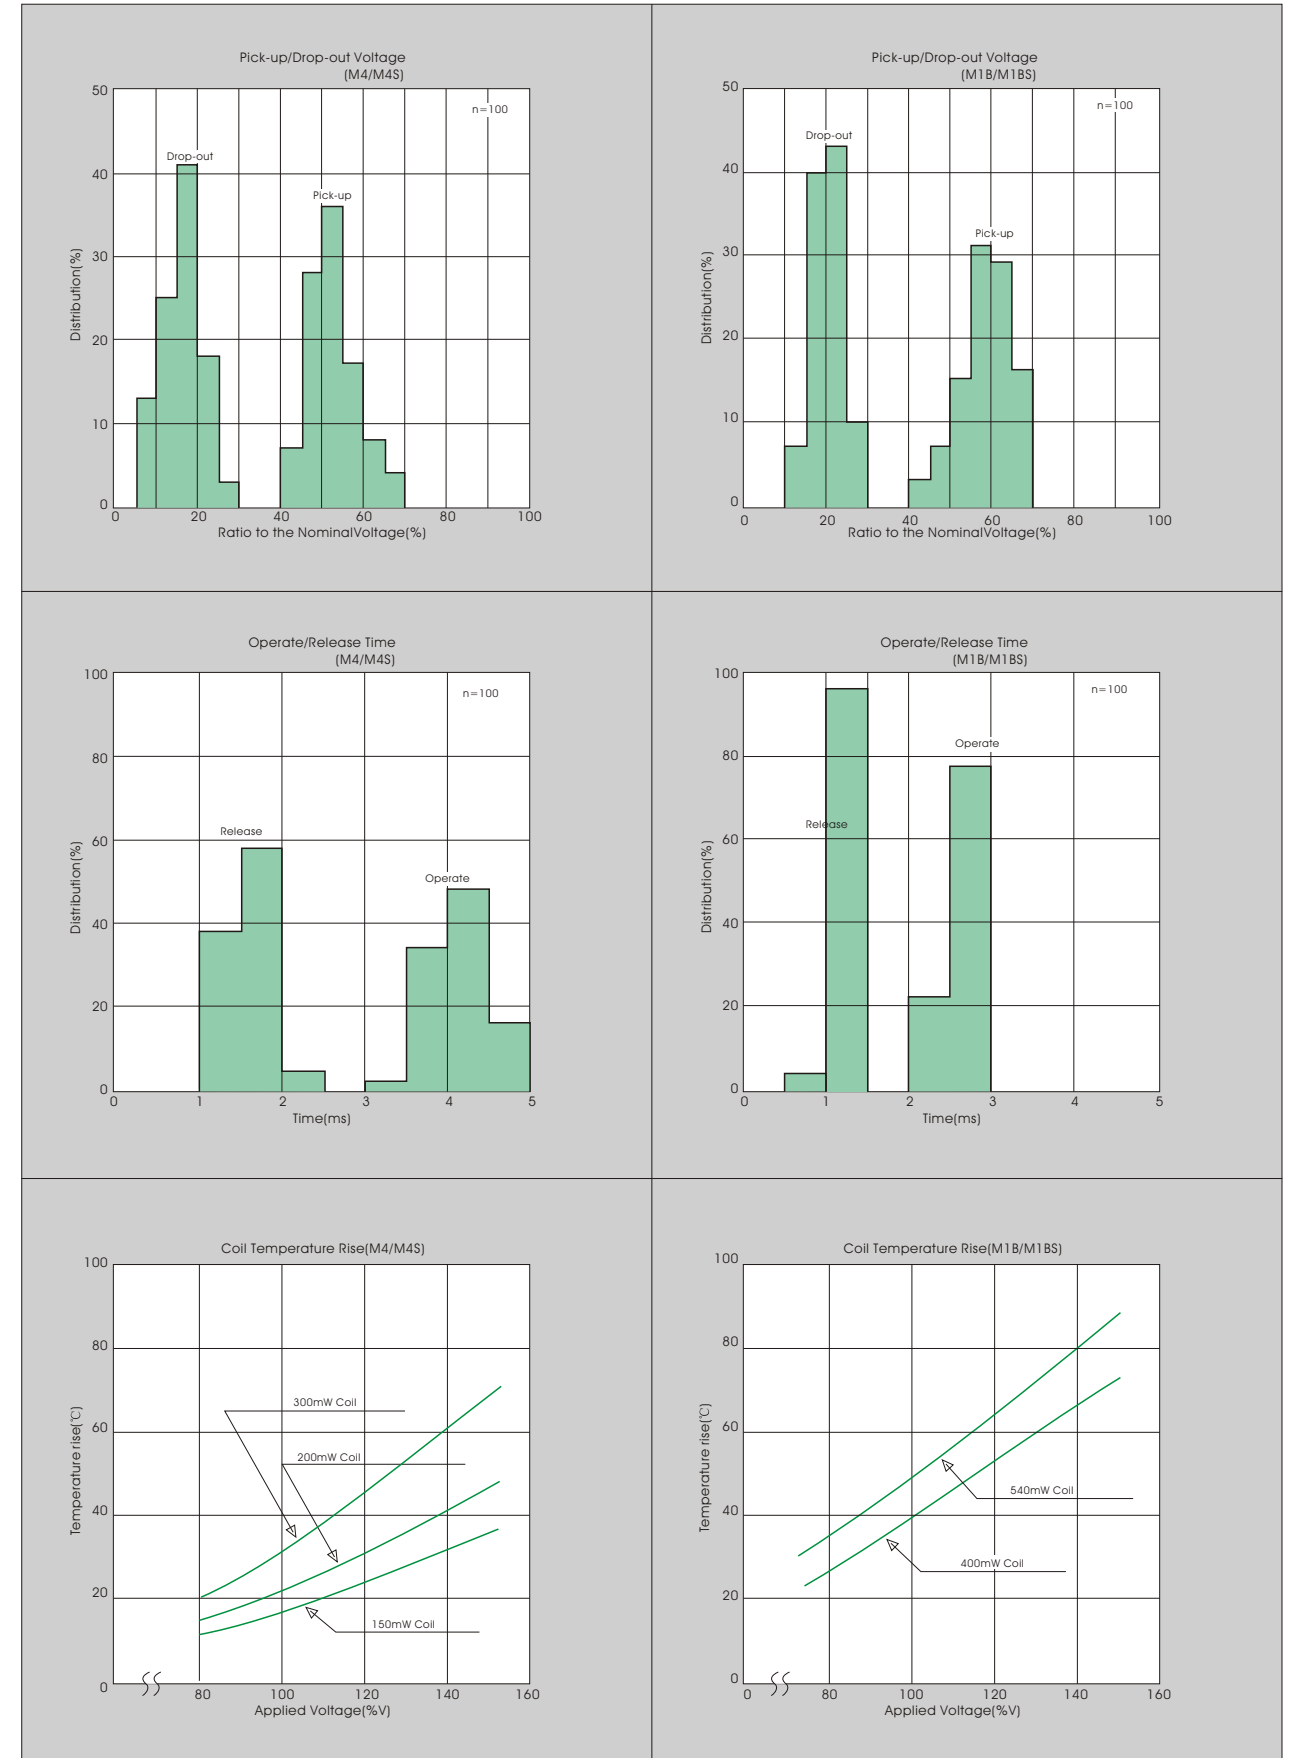 Pick-up/Drop-out Voltage
(M4/M4S)
50
n=100
Drop-out
40
Pick-up
30
Distribution(%)
20
10
0
0 20 40 60 80 100
Ratio to the NominalVoltage(%)
Pick-up/Drop-out Voltage
(M1B/M1BS)
50
n=100
Drop-out
40
Pick-up
30
Distribution(%)
20
10
0
0 20 40 60 80 100
Ratio to the NominalVoltage(%)
Operate/Release Time
(M4/M4S)
100
n=100
80
Release
60
Operate
Distribution(%)
40
20
0
0 1 2 3 4 5
Time(ms)
Operate/Release Time
(M1B/M1BS)
100
n=100
Operate
80
Release
60
Distribution(%)
40
20
0
0 1 2 3 4 5
Time(ms)
Coil Temperature Rise(M4/M4S)
100
80
300mW Coil
60
200mW Coil
Temperature rise(℃)
40
20
150mW Coil
0
80 100 120 140 160
Applied Voltage(%V)
Coil Temperature Rise(M1B/M1BS)
100
80
60
Temperature rise(℃)
540mW Coil
40
400mW Coil
20
0
0 80 100 120 140 160
Applied Voltage(%V)